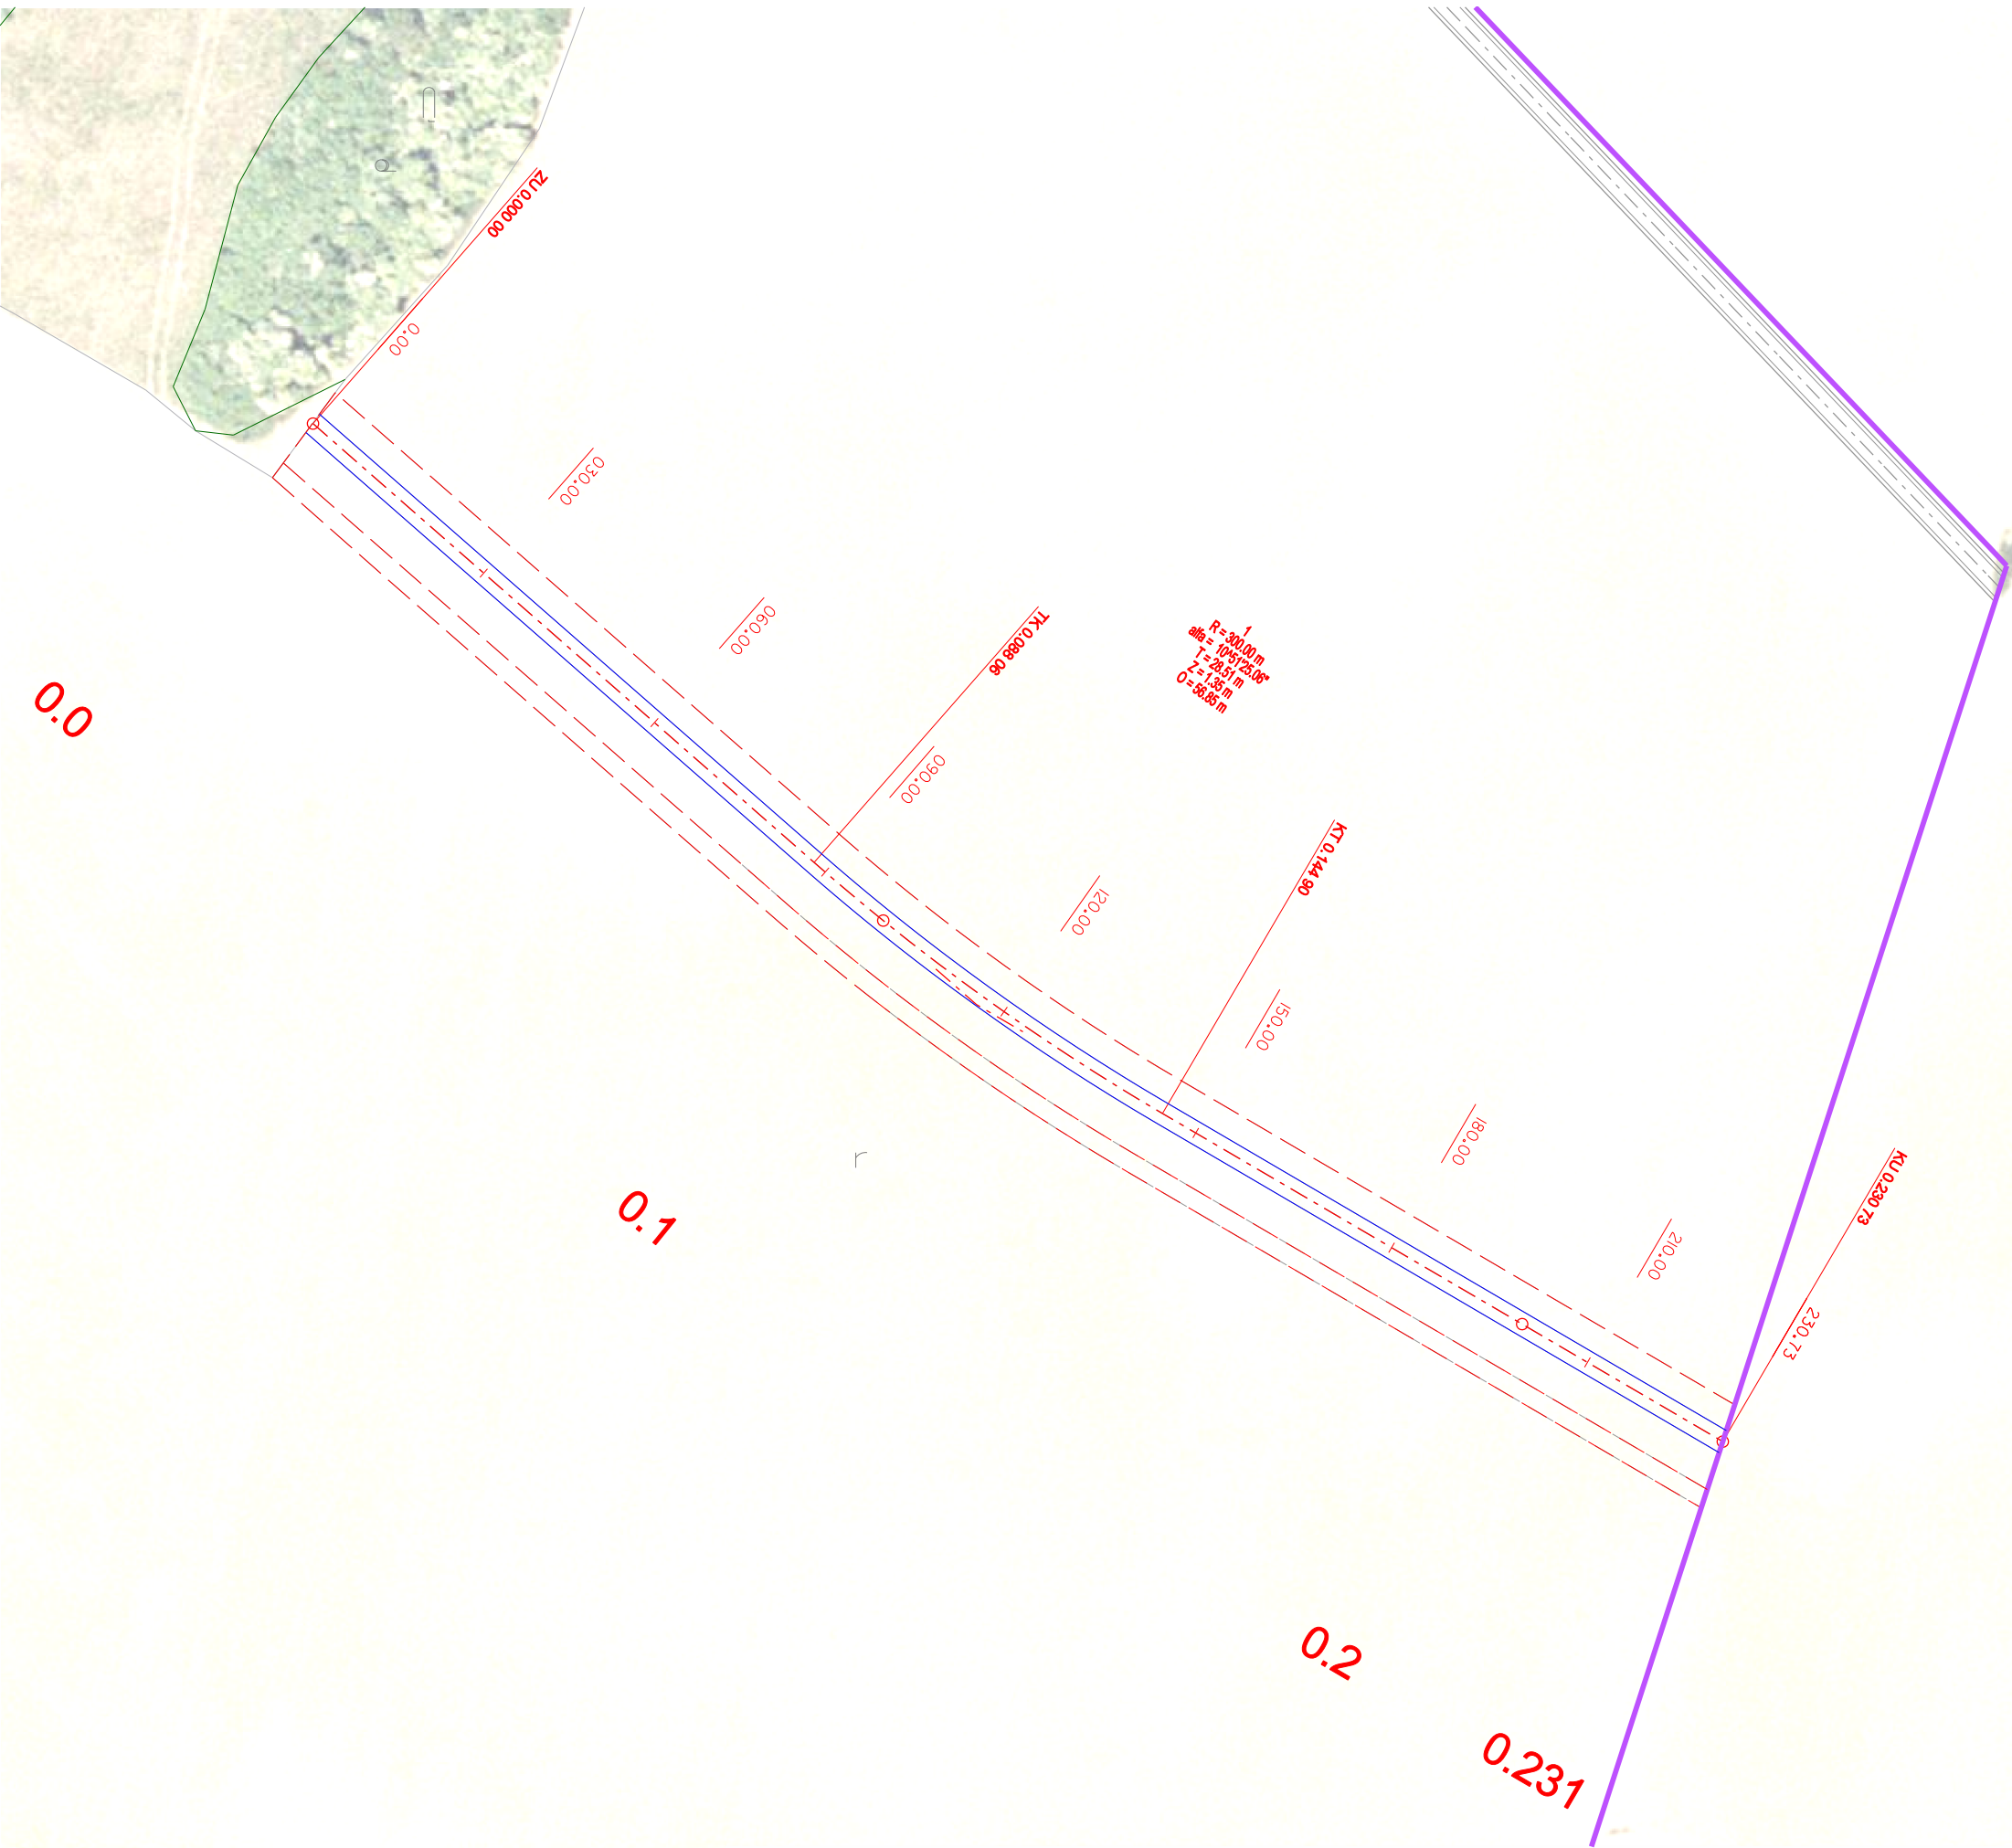 ZU 0.000 00
0.00
030.00
060.00
TK 0.088 06
090.00
1
R = 300.00 m
alfa = 10^51'25.06"
T = 28.51 m
Z = 1.35 m
O = 56.85 m
120.00
KT 0.144 90
150.00
180.00
210.00
KU 0.230 73
230.73
0.0
0.1
r
0.2
0.231